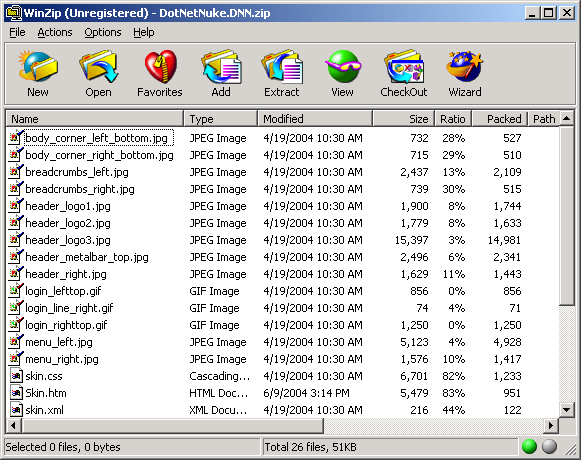 WinZip (Unregistered) - DotNetNuke.DNN.zip
File Actions Options Help
New Open Favorites Add Extract View CheckOut Wizard
Name Type Modified Size Ratio Packed Path
body_corner_left_bottom.jpg JPEG Image 4/19/2004 10:30 AM 732 28% 527
body_corner_right_bottom.jpg JPEG Image 4/19/2004 10:30 AM 715 29% 510
breadcrumbs_left.jpg JPEG Image 4/19/2004 10:30 AM 2,437 13% 2,109
breadcrumbs_right.jpg JPEG Image 4/19/2004 10:30 AM 739 30% 515
header_logo1.jpg JPEG Image 4/19/2004 10:30 AM 1,900 8% 1,744
header_logo2.jpg JPEG Image 4/19/2004 10:30 AM 1,779 8% 1,633
header_logo3.jpg JPEG Image 4/19/2004 10:30 AM 15,397 3% 14,981
header_metalbar_top.jpg JPEG Image 4/19/2004 10:30 AM 2,496 6% 2,341
header_right.jpg JPEG Image 4/19/2004 10:30 AM 1,629 11% 1,443
login_lefttop.gif GIF Image 4/19/2004 10:30 AM 856 0% 856
login_line_right.gif GIF Image 4/19/2004 10:30 AM 74 4% 71
login_righttop.gif GIF Image 4/19/2004 10:30 AM 1,250 0% 1,250
menu_left.jpg JPEG Image 4/19/2004 10:30 AM 5,123 4% 4,928
menu_right.jpg JPEG Image 4/19/2004 10:30 AM 1,576 10% 1,417
skin.css Cascading... 4/19/2004 10:30 AM 6,701 82% 1,233
Skin.htm HTML Doc... 6/9/2004 3:14 PM 5,479 83% 951
skin.xml XML Docu... 4/19/2004 10:30 AM 216 44% 122
Selected 0 files, 0 bytes Total 26 files, 51KB